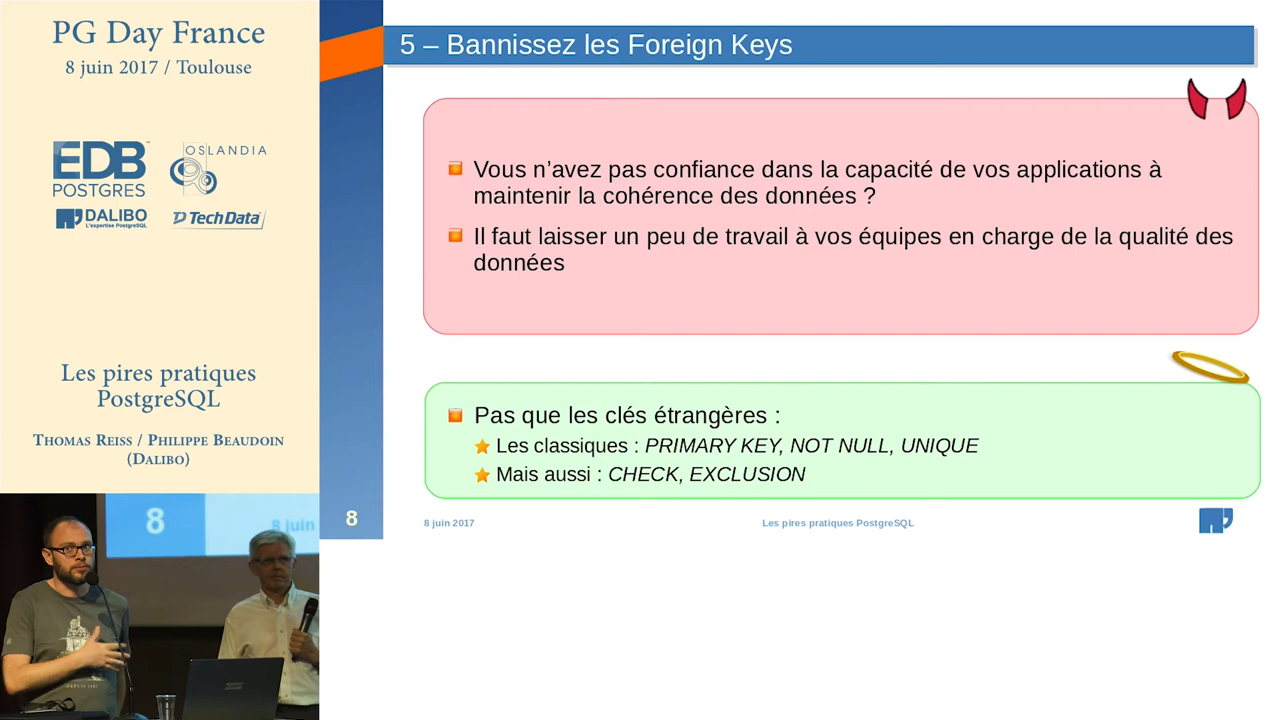 PG Day France
8 juin 2017 / Toulouse
EDB
POSTGRES
OSLANDIA
DALIBO
L'expertise PostgreSQL
Tech Data
Les pires pratiques
PostgreSQL
Thomas Reiss / Philippe Beaudoin
(Dalibo)
5 – Bannissez les Foreign Keys
Vous n'avez pas confiance dans la capacité de vos applications à
maintenir la cohérence des données ?
Il faut laisser un peu de travail à vos équipes en charge de la qualité des
données
Pas que les clés étrangères :
Les classiques : PRIMARY KEY, NOT NULL, UNIQUE
Mais aussi : CHECK, EXCLUSION
8
8 juin 2017
Les pires pratiques PostgreSQL
8
8 juin